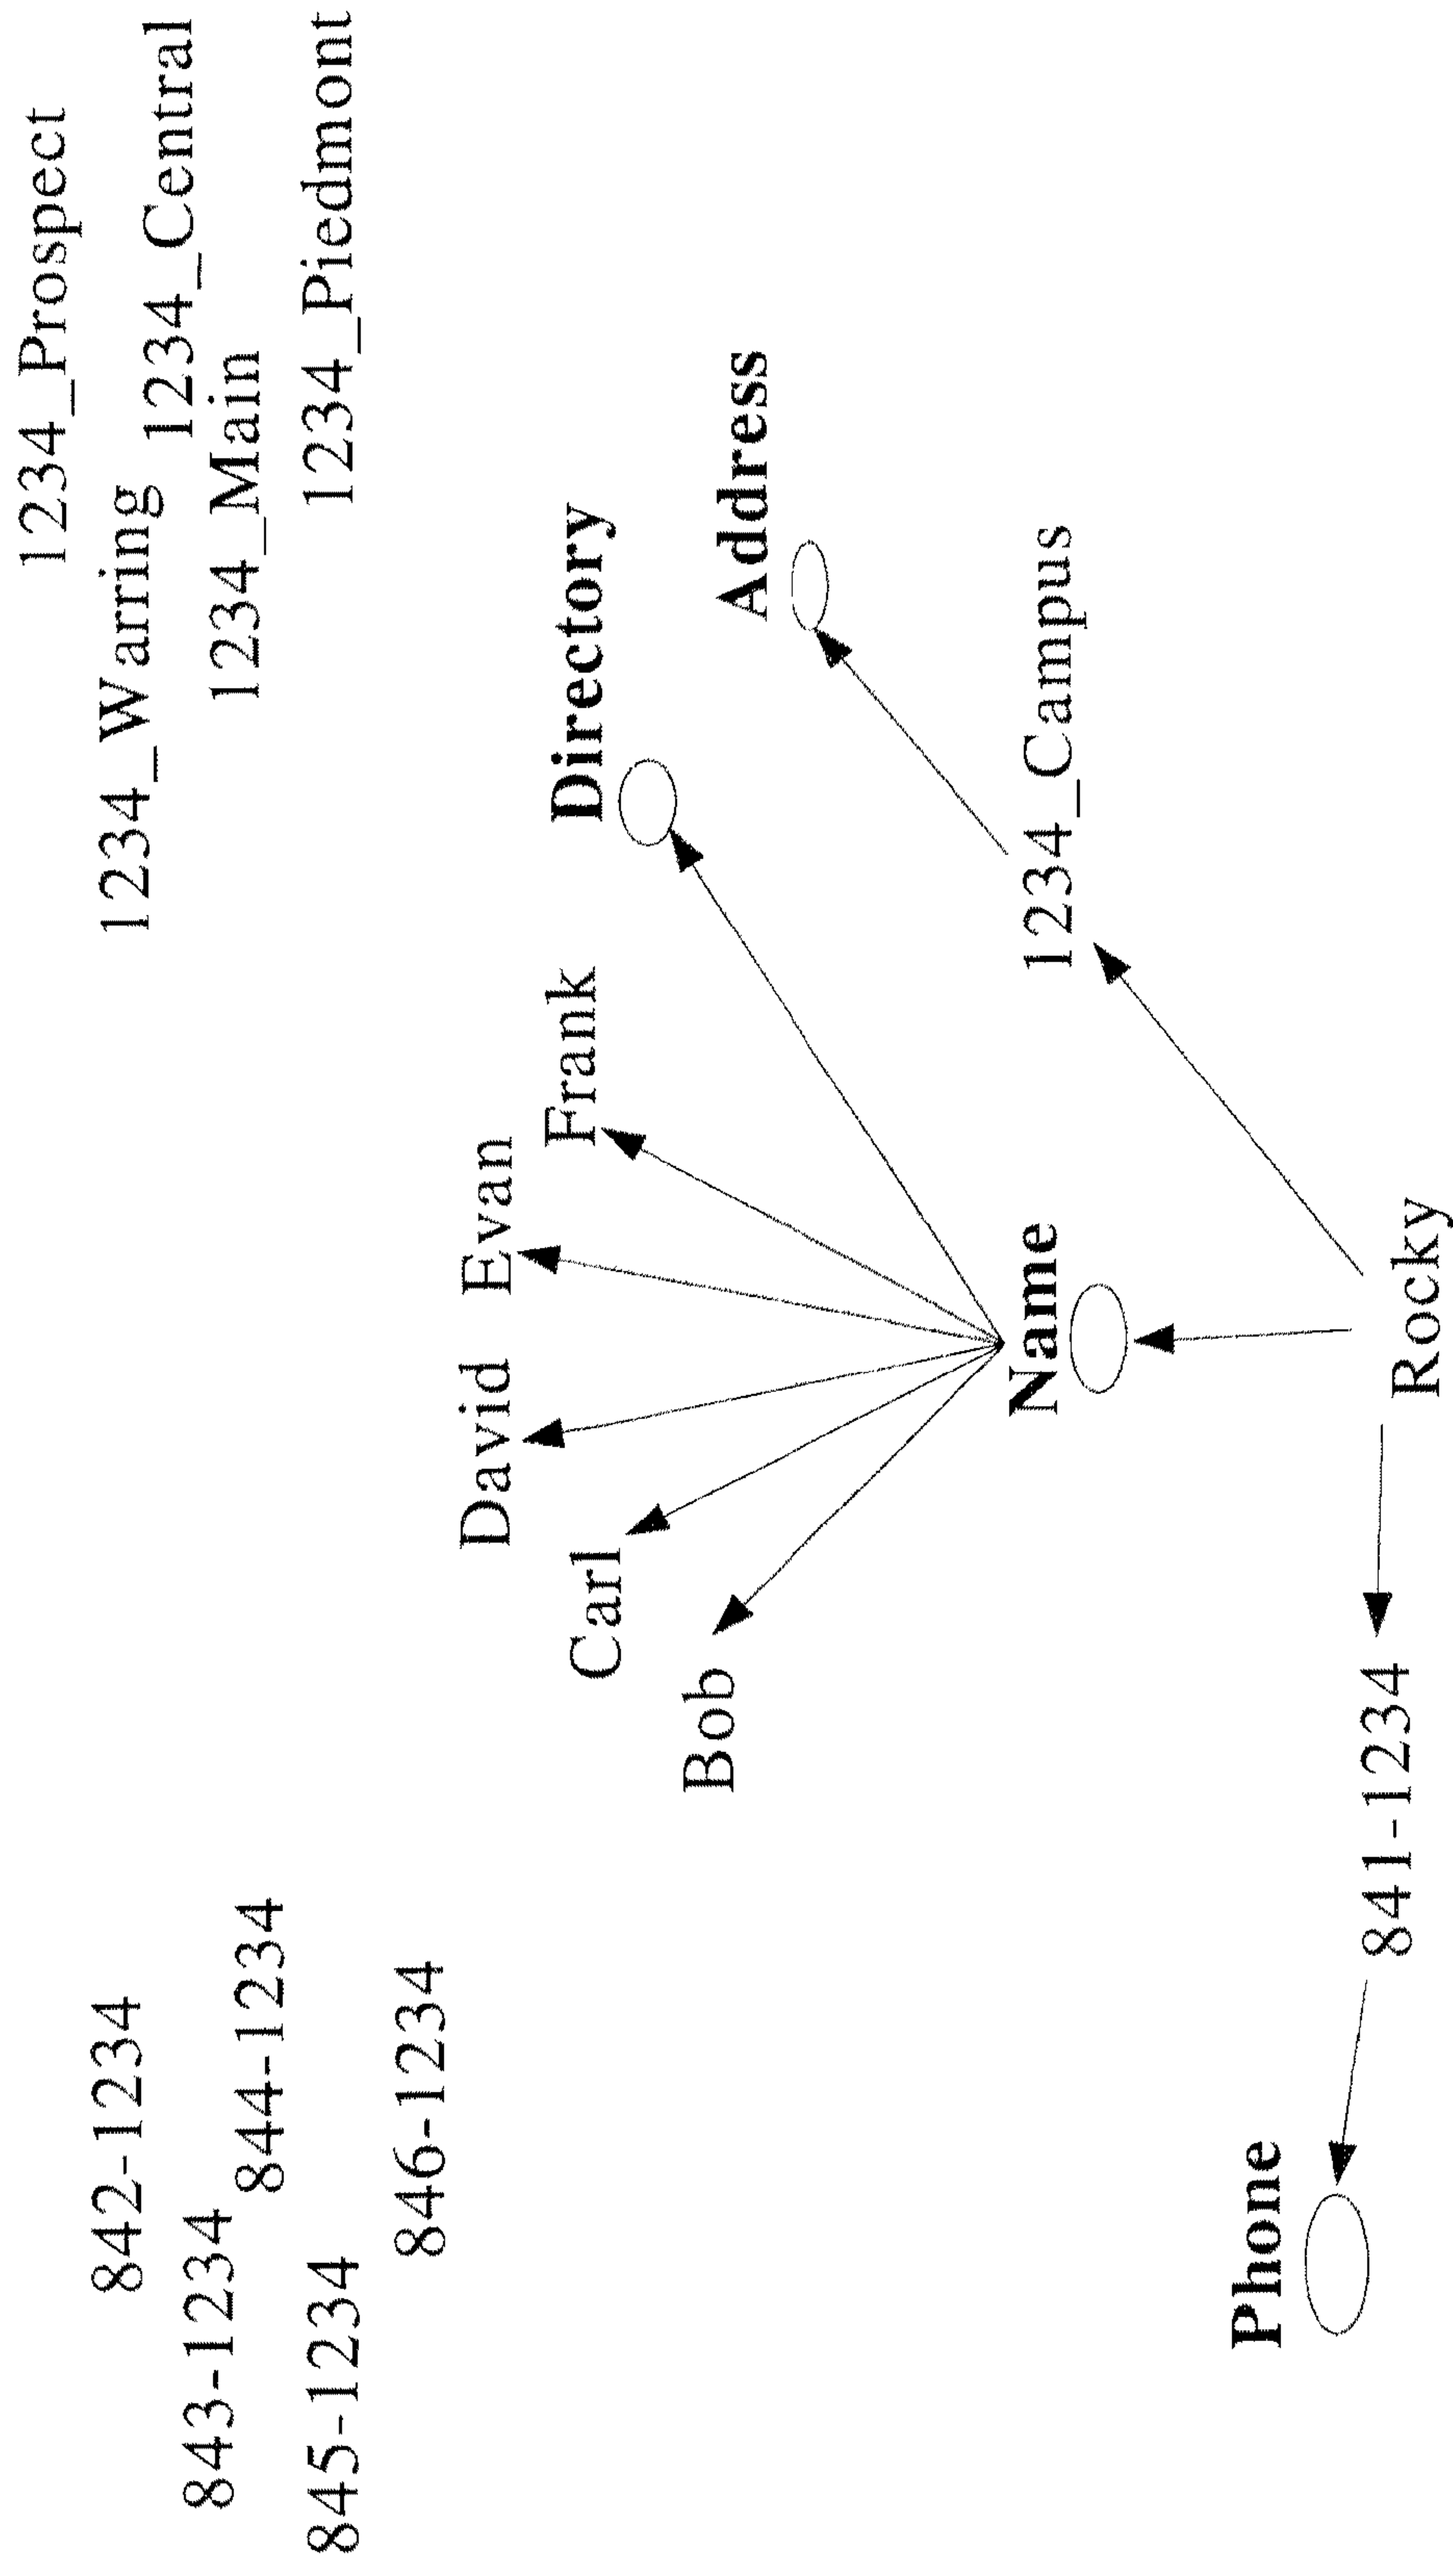 1234_Prospect
842-1234
1234_Warring
1234_Central
843-1234
1234_Main
844-1234
845-1234
1234_Piedmont
846-1234
David
Evan
Carl
Frank
Directory
Bob
Address
Name
1234_Campus
Phone
841-1234
Rocky